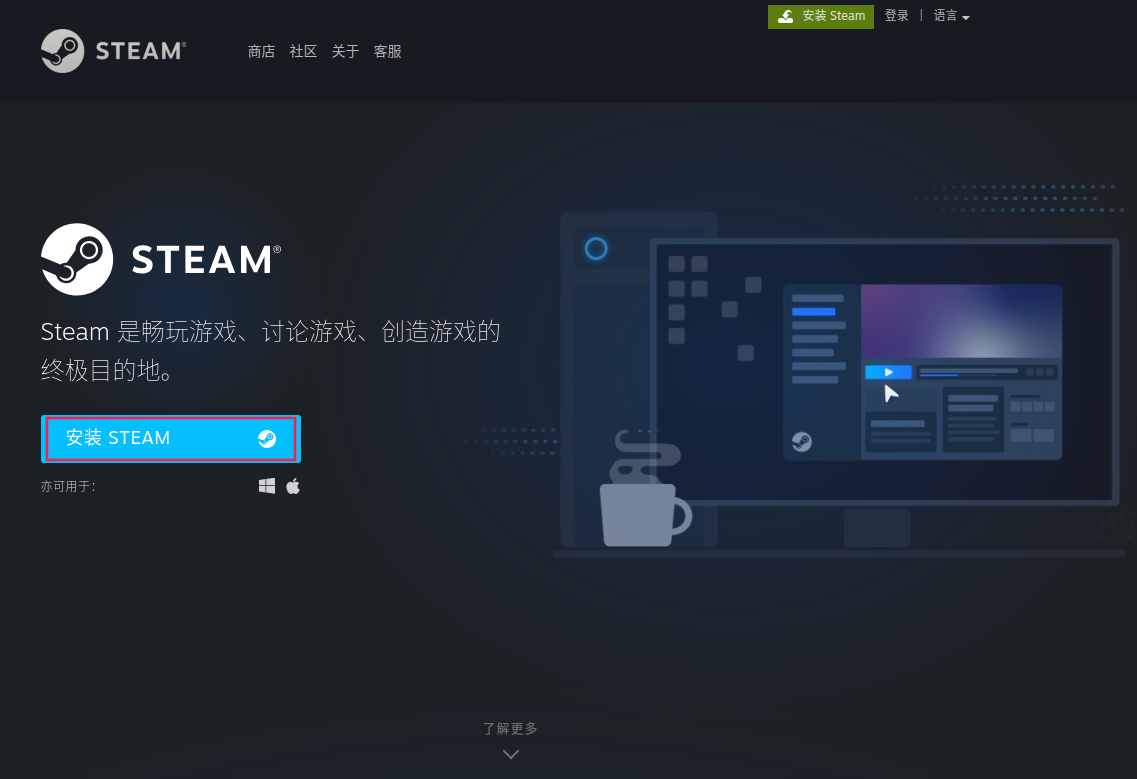 安装 Steam
登录 | 语言
STEAM®
商店 社区 关于 客服
STEAM®
Steam 是畅玩游戏、讨论游戏、创造游戏的
终极目的地。
安装 STEAM
亦可用于:
了解更多